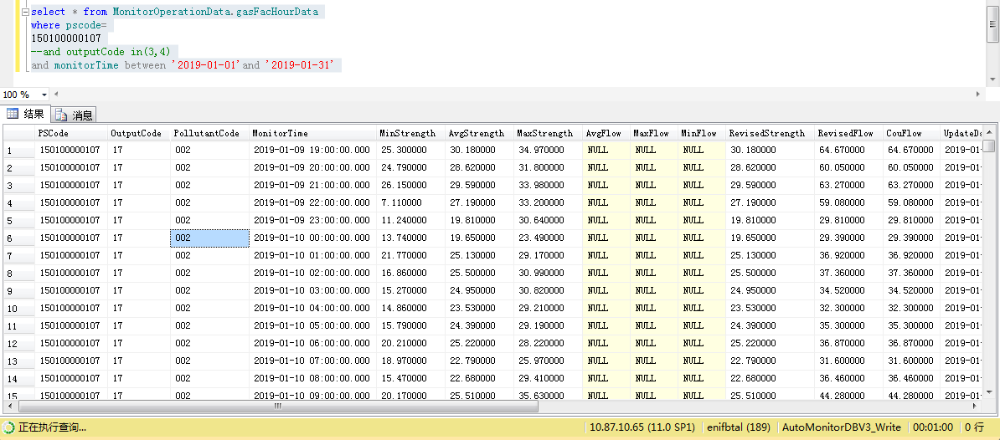 select * from MonitorOperationData.gasFacHourData
where pscode=
150100000107
--and outputCode in(3,4)
and monitorTime between '2019-01-01'and '2019-01-31'
100 %
结果 消息
PSCode OutputCode PollutantCode MonitorTime MinStrength AvgStrength MaxStrength AvgFlow MaxFlow MinFlow RevisedStrength RevisedFlow CouFlow UpdateDa
1 150100000107 17 002 2019-01-09 19:00:00.000 25.300000 30.180000 34.970000 NULL NULL NULL 30.180000 64.670000 64.670000 2019-01-
2 150100000107 17 002 2019-01-09 20:00:00.000 24.790000 28.620000 31.800000 NULL NULL NULL 28.620000 60.050000 60.050000 2019-01-
3 150100000107 17 002 2019-01-09 21:00:00.000 26.150000 29.590000 33.980000 NULL NULL NULL 29.590000 63.270000 63.270000 2019-01-
4 150100000107 17 002 2019-01-09 22:00:00.000 7.110000 27.190000 33.200000 NULL NULL NULL 27.190000 59.080000 59.080000 2019-01-
5 150100000107 17 002 2019-01-09 23:00:00.000 11.240000 19.810000 30.640000 NULL NULL NULL 19.810000 29.810000 29.810000 2019-01-
6 150100000107 17 002 2019-01-10 00:00:00.000 13.740000 19.650000 23.490000 NULL NULL NULL 19.650000 29.390000 29.390000 2019-01-
7 150100000107 17 002 2019-01-10 01:00:00.000 21.770000 25.130000 29.170000 NULL NULL NULL 25.130000 36.920000 36.920000 2019-01-
8 150100000107 17 002 2019-01-10 02:00:00.000 16.860000 25.500000 30.990000 NULL NULL NULL 25.500000 37.360000 37.360000 2019-01-
9 150100000107 17 002 2019-01-10 03:00:00.000 15.270000 24.950000 30.820000 NULL NULL NULL 24.950000 34.520000 34.520000 2019-01-
10 150100000107 17 002 2019-01-10 04:00:00.000 14.860000 23.530000 29.210000 NULL NULL NULL 23.530000 32.300000 32.300000 2019-01-
11 150100000107 17 002 2019-01-10 05:00:00.000 15.790000 24.390000 29.190000 NULL NULL NULL 24.390000 35.300000 35.300000 2019-01-
12 150100000107 17 002 2019-01-10 06:00:00.000 20.210000 25.220000 28.220000 NULL NULL NULL 25.220000 36.870000 36.870000 2019-01-
13 150100000107 17 002 2019-01-10 07:00:00.000 18.970000 22.790000 25.970000 NULL NULL NULL 22.790000 31.600000 31.600000 2019-01-
14 150100000107 17 002 2019-01-10 08:00:00.000 15.470000 22.680000 29.410000 NULL NULL NULL 22.680000 36.460000 36.460000 2019-01-
15 150100000107 17 002 2019-01-10 09:00:00.000 20.170000 25.510000 35.630000 NULL NULL NULL 25.510000 44.280000 44.280000 2019-01-
正在执行查询... 10.87.10.65 (11.0 SP1) enifbtal (189) AutoMonitorDBV3_Write 00:01:00 0 行